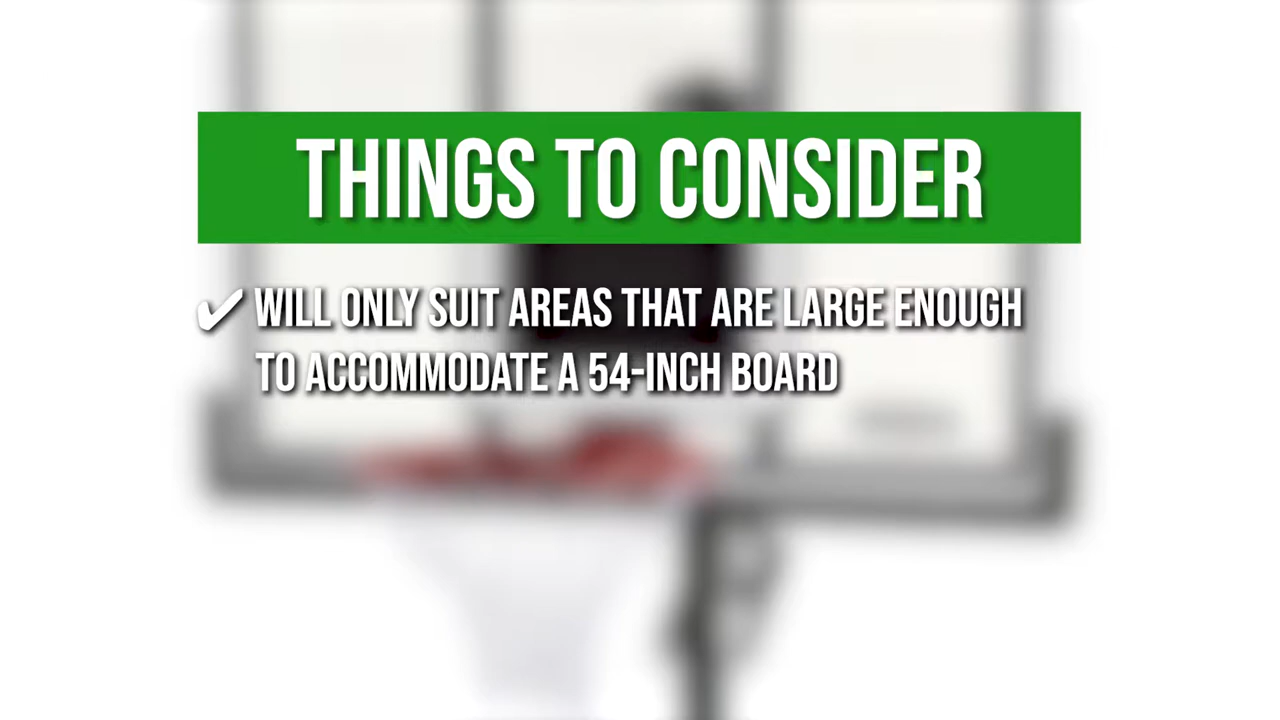 THINGS TO CONSIDER
✔ WILL ONLY SUIT AREAS THAT ARE LARGE ENOUGH
TO ACCOMMODATE A 54-INCH BOARD